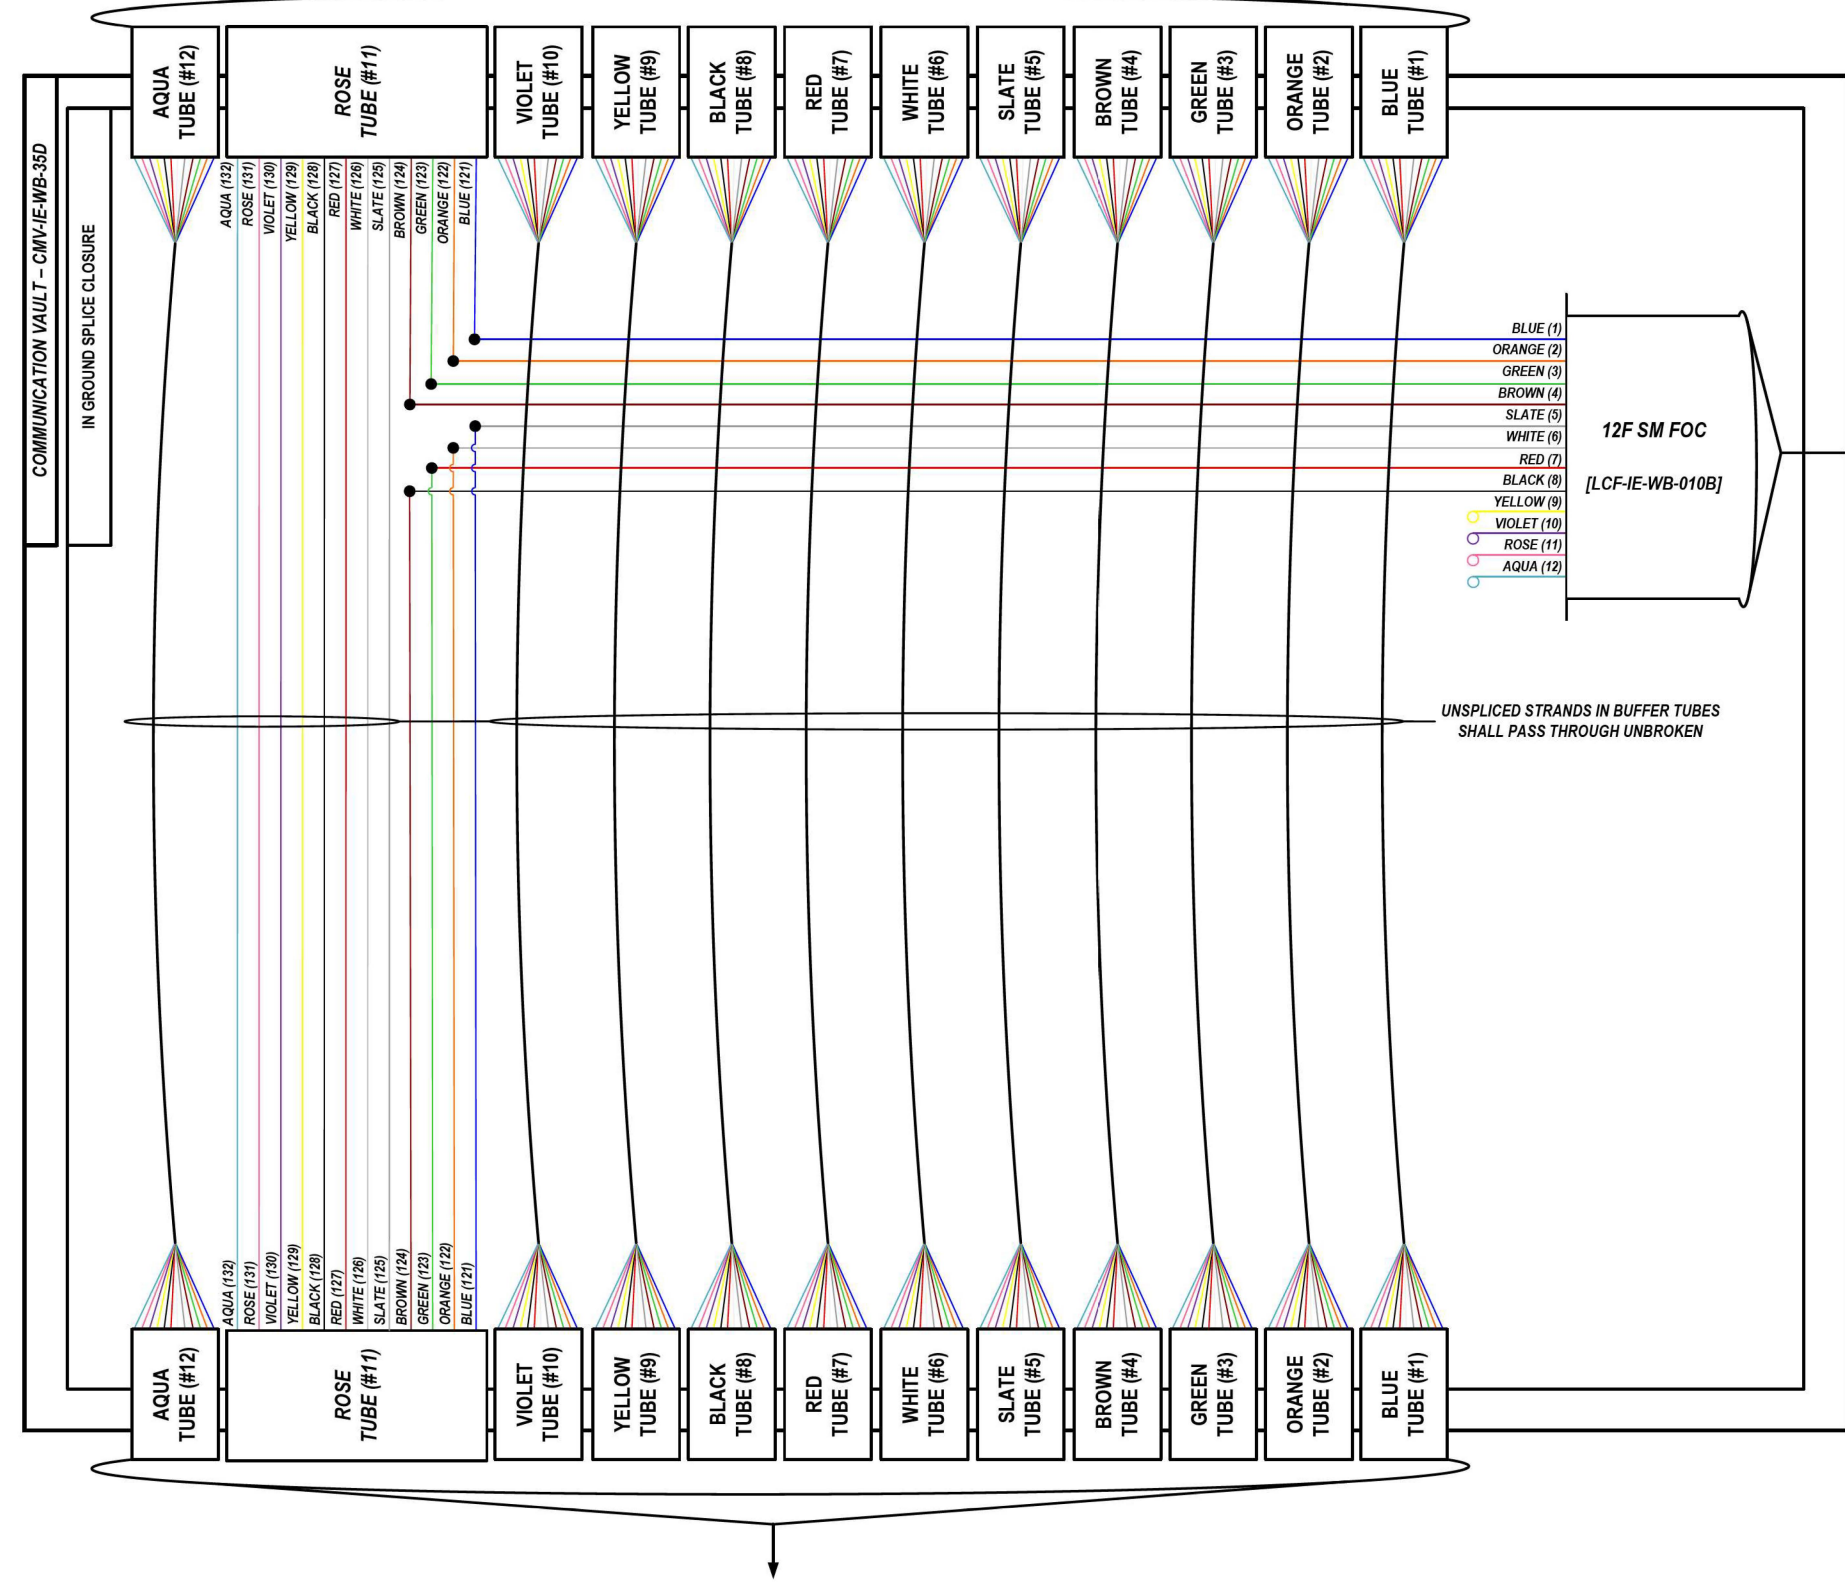 COMMUNICATION VAULT – CMV-IE-WB-35D
IN GROUND SPLICE CLOSURE
AQUA
TUBE (#12)
ROSE
TUBE (#11)
VIOLET
TUBE (#10)
YELLOW
TUBE (#9)
BLACK
TUBE (#8)
RED
TUBE (#7)
WHITE
TUBE (#6)
SLATE
TUBE (#5)
BROWN
TUBE (#4)
GREEN
TUBE (#3)
ORANGE
TUBE (#2)
BLUE
TUBE (#1)
AQUA (132)
ROSE (131)
VIOLET (130)
YELLOW (129)
BLACK (128)
RED (127)
WHITE (126)
SLATE (125)
BROWN (124)
GREEN (123)
ORANGE (122)
BLUE (121)
BLUE (1)
ORANGE (2)
GREEN (3)
BROWN (4)
SLATE (5)
WHITE (6)
RED (7)
BLACK (8)
YELLOW (9)
VIOLET (10)
ROSE (11)
AQUA (12)
12F SM FOC
[LCF-IE-WB-010B]
UNSPLICED STRANDS IN BUFFER TUBES
SHALL PASS THROUGH UNBROKEN
AQUA (132)
ROSE (131)
VIOLET (130)
YELLOW (129)
BLACK (128)
RED (127)
WHITE (126)
SLATE (125)
BROWN (124)
GREEN (123)
ORANGE (122)
BLUE (121)
AQUA
TUBE (#12)
ROSE
TUBE (#11)
VIOLET
TUBE (#10)
YELLOW
TUBE (#9)
BLACK
TUBE (#8)
RED
TUBE (#7)
WHITE
TUBE (#6)
SLATE
TUBE (#5)
BROWN
TUBE (#4)
GREEN
TUBE (#3)
ORANGE
TUBE (#2)
BLUE
TUBE (#1)